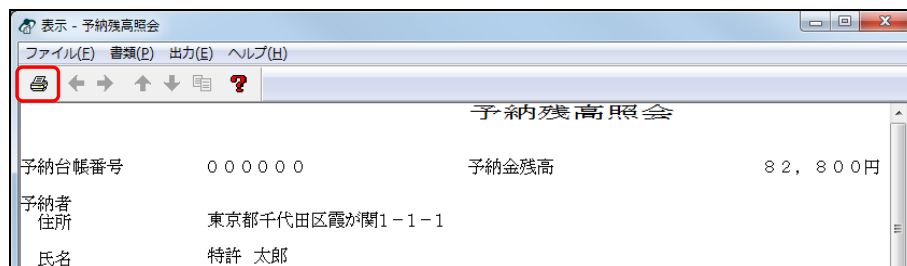 表示 - 予納残高照会
ファイル(F) 書類(P) 出力(E) ヘルプ(H)
予納残高照会
予納台帳番号 ００００００ 予納金残高 ８２，８００円
予納者
住所 東京都千代田区霞が関１－１－１
氏名 特許 太郎